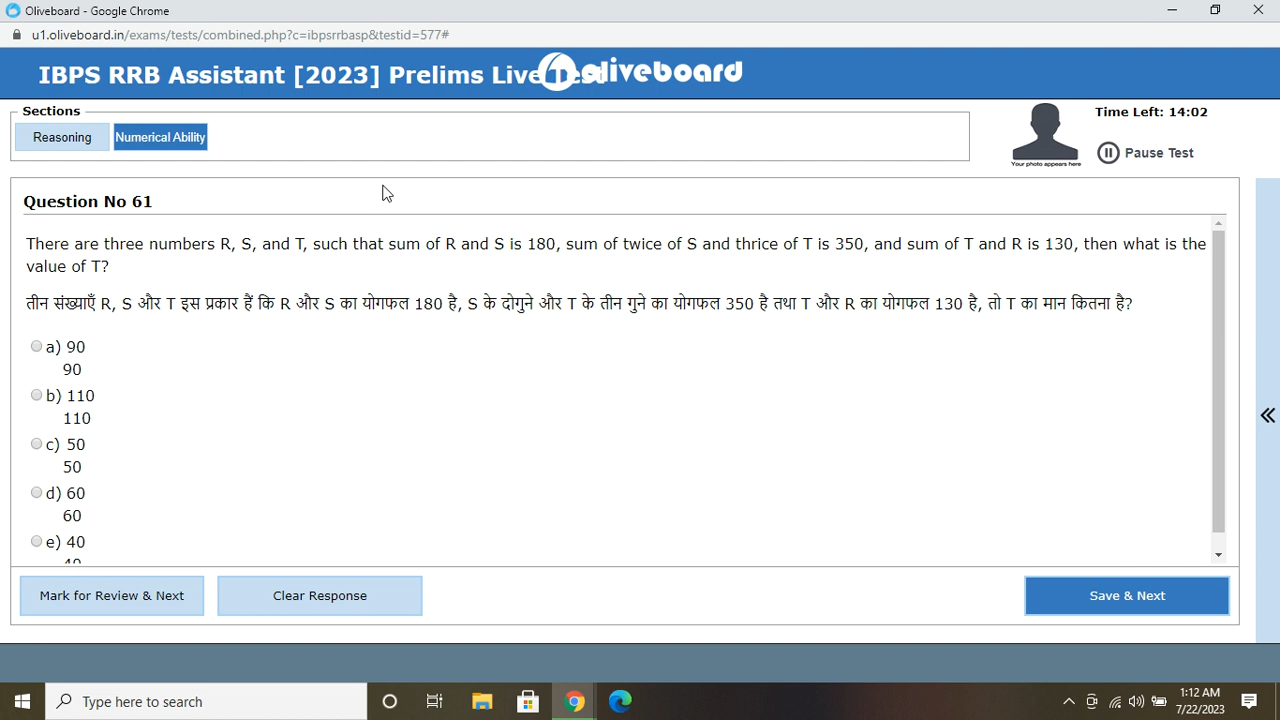 Oliveboard - Google Chrome
u1.oliveboard.in/exams/tests/combined.php?c=ibpsrrbasp&testid=577#
IBPS RRB Assistant [2023] Prelims Live
oliveboard
Sections
Reasoning
Numerical Ability
Your photo appears here
Time Left: 14:02
Pause Test
Question No 61
There are three numbers R, S, and T, such that sum of R and S is 180, sum of twice of S and thrice of T is 350, and sum of T and R is 130, then what is the
value of T?
तीन संख्याएँ R, S और T इस प्रकार हैं कि R और S का योगफल 180 है, S के दोगुने और T के तीन गुने का योगफल 350 है तथा T और R का योगफल 130 है, तो T का मान कितना है?
a) 90
90
b) 110
110
c) 50
50
d) 60
60
e) 40
40
Mark for Review & Next
Clear Response
Save & Next
Type here to search
1:12 AM
7/22/2023